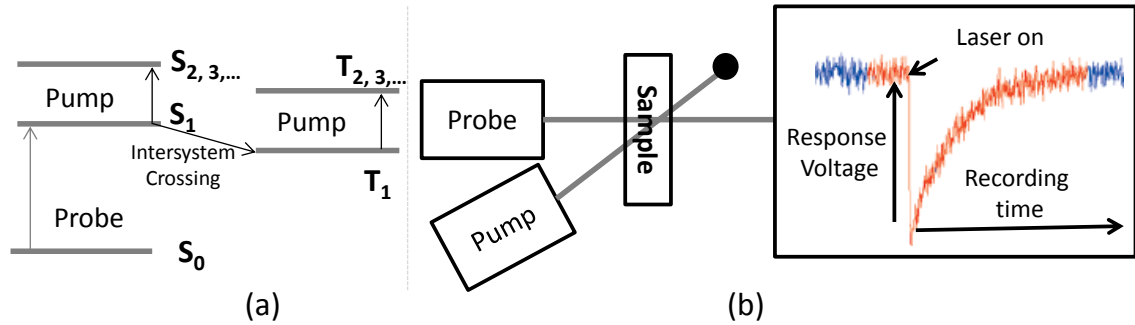 S2, 3,...
Pump
S1
Intersystem
Crossing
Probe
S0
T2, 3,...
Pump
T1
(a)
Probe
Pump
Sample
Laser on
Response
Voltage
Recording
time
(b)